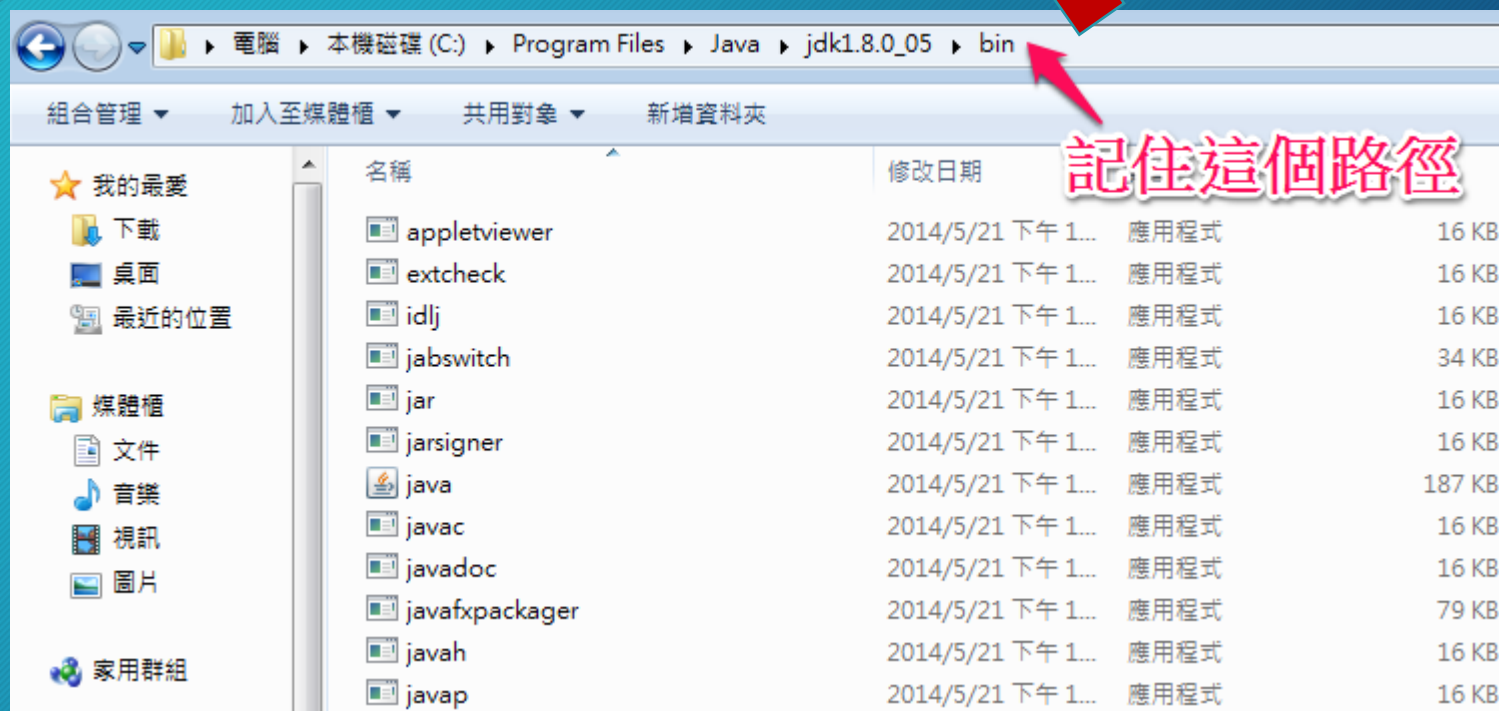 電腦 ▸ 本機磁碟 (C:) ▸ Program Files ▸ Java ▸ jdk1.8.0_05 ▸ bin
組合管理 加入至媒體櫃 共用對象 新增資料夾
記住這個路徑
名稱 修改日期
我的最愛
下載
桌面
最近的位置
媒體櫃
文件
音樂
視訊
圖片
家用群組
appletviewer 2014/5/21 下午 1... 應用程式 16 KB
extcheck 2014/5/21 下午 1... 應用程式 16 KB
idlj 2014/5/21 下午 1... 應用程式 16 KB
jabswitch 2014/5/21 下午 1... 應用程式 34 KB
jar 2014/5/21 下午 1... 應用程式 16 KB
jarsigner 2014/5/21 下午 1... 應用程式 16 KB
java 2014/5/21 下午 1... 應用程式 187 KB
javac 2014/5/21 下午 1... 應用程式 16 KB
javadoc 2014/5/21 下午 1... 應用程式 16 KB
javafxpackager 2014/5/21 下午 1... 應用程式 79 KB
javah 2014/5/21 下午 1... 應用程式 16 KB
javap 2014/5/21 下午 1... 應用程式 16 KB